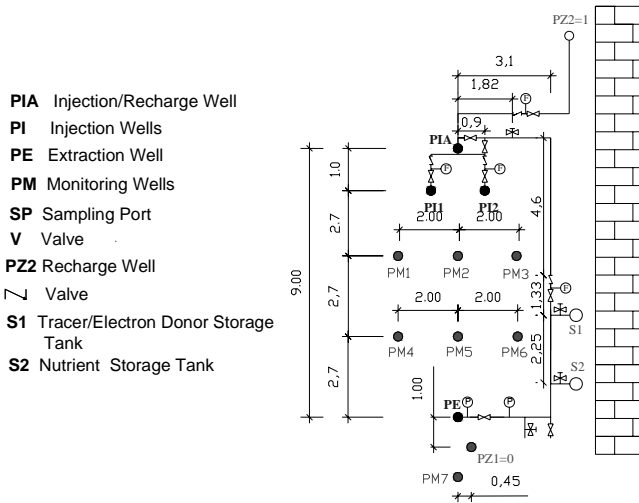 PIA Injection/Recharge Well
PI Injection Wells
PE Extraction Well
PM Monitoring Wells
SP Sampling Port
V Valve
PZ2 Recharge Well
Valve
S1 Tracer/Electron Donor Storage
Tank
S2 Nutrient Storage Tank
PZ2=1
3,1
1,82
F
0,9
PIA
F F
1.0
PI1 PI2
2.00 2.00
4,6
2.7
PM1 PM2 PM3
9.00
2,7
2.00 2.00
1,33
F
S1
PM4 PM5 PM6
2,25
S2
2,7
1.00
PE P P
PZ1=0
PM7
0,45